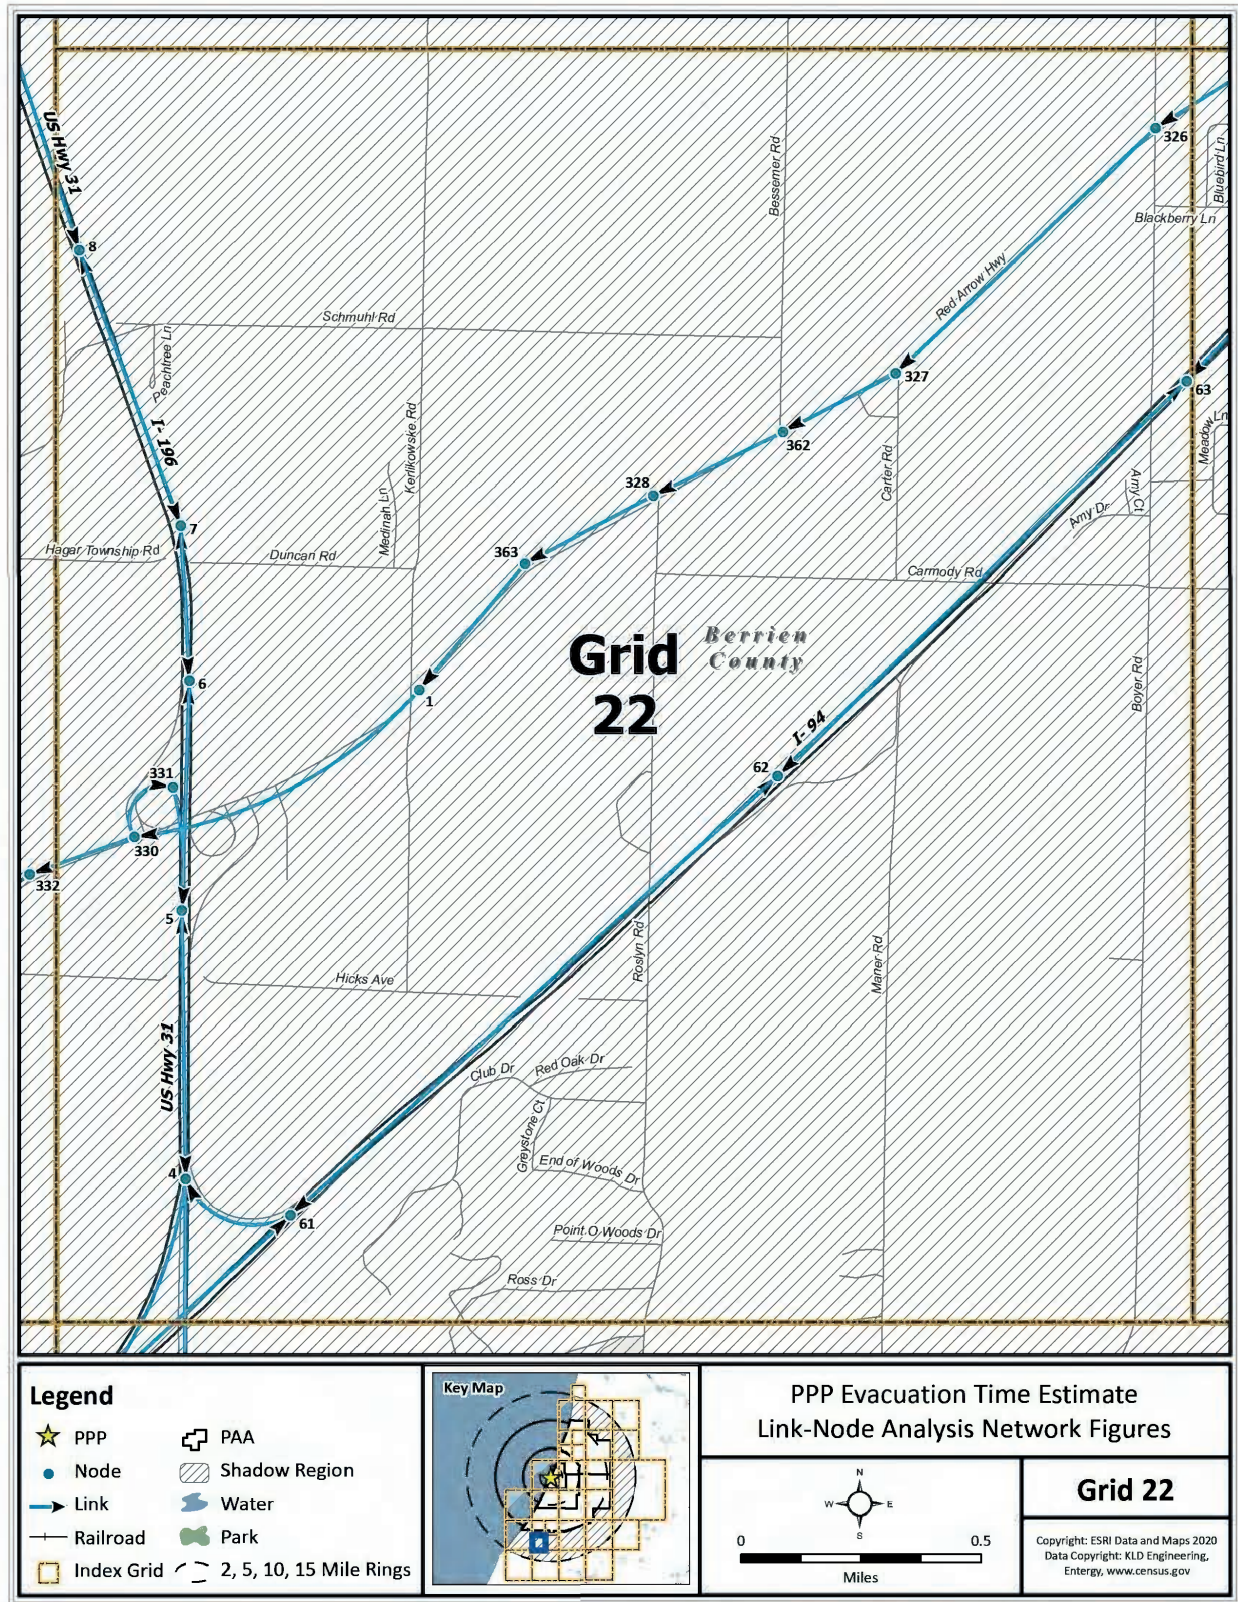 US Hwy 31
Bessemer Rd
326
Bluebird Ln
Blackberry Ln
8
Red Arrow Hwy
Schmuhl Rd
Peachtree Ln
327
63
I-196
Kerlikowske Rd
362
Meadow Ln
328
Carter Rd
Amy Ct
Medinah Ln
7
Amy Dr
Hagar Township Rd
Duncan Rd
363
Carmody Rd
Grid
22
Berrien
County
6
1
Boyer Rd
I-94
331
62
330
332
5
Roslyn Rd
Maner Rd
Hicks Ave
US Hwy 31
Club Dr
Red Oak Dr
Greystone Ct
End of Woods Dr
4
61
Point O Woods Dr
Ross Dr
Legend
PPP
PAA
Node
Shadow Region
Link
Water
Railroad
Park
Index Grid
2, 5, 10, 15 Mile Rings
Key Map
PPP Evacuation Time Estimate
Link-Node Analysis Network Figures
N
W
E
S
0
0.5
Miles
Grid 22
Copyright: ESRI Data and Maps 2020
Data Copyright: KLD Engineering,
Entergy, www.census.gov